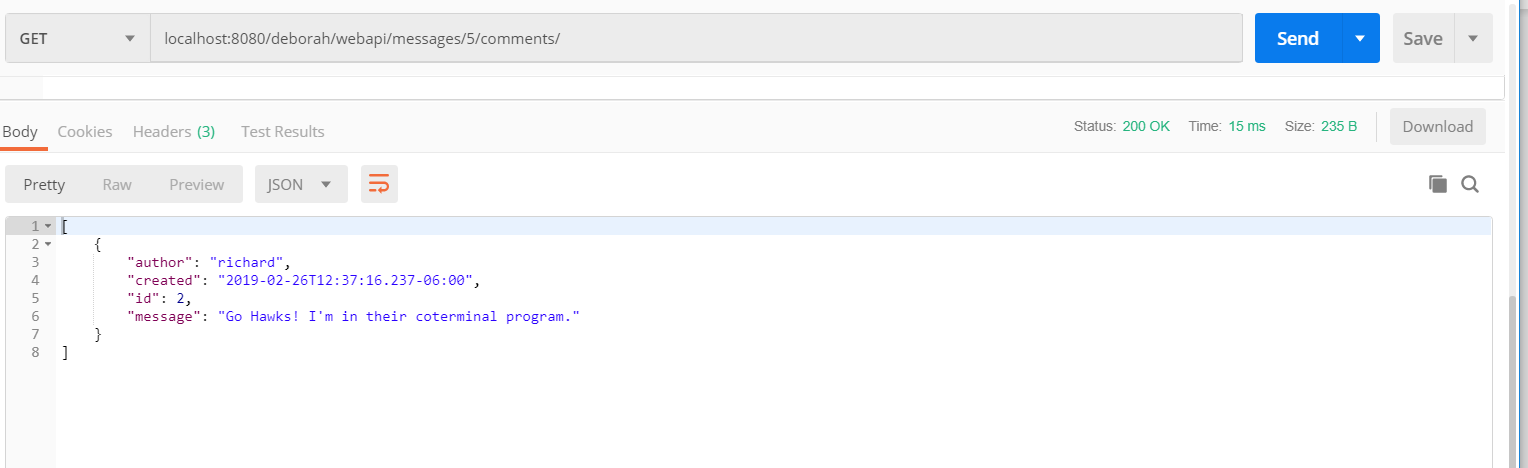 GET localhost:8080/deborah/webapi/messages/5/comments/ Send Save
Body Cookies Headers (3) Test Results Status: 200 OK Time: 15 ms Size: 235 B Download
Pretty Raw Preview JSON
1 [
2 {
3 "author": "richard",
4 "created": "2019-02-26T12:37:16.237-06:00",
5 "id": 2,
6 "message": "Go Hawks! I'm in their coterminal program."
7 }
8 ]